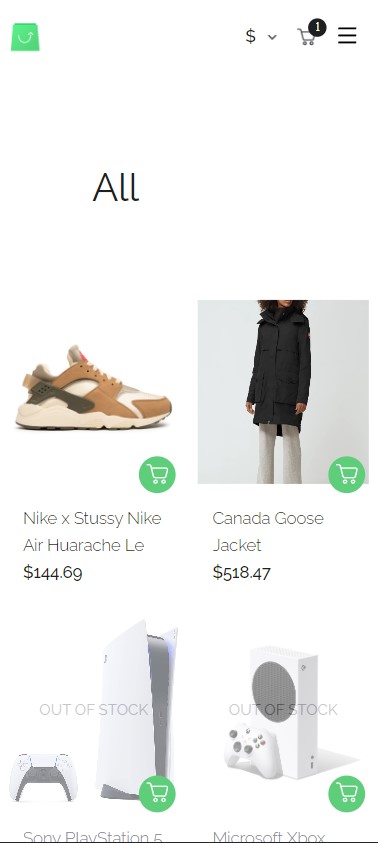 $
1
All
Nike x Stussy Nike
Air Huarache Le
$144.69
Canada Goose
Jacket
$518.47
OUT OF STOCK
OUT OF STOCK
Sony PlayStation 5
Microsoft Xbox